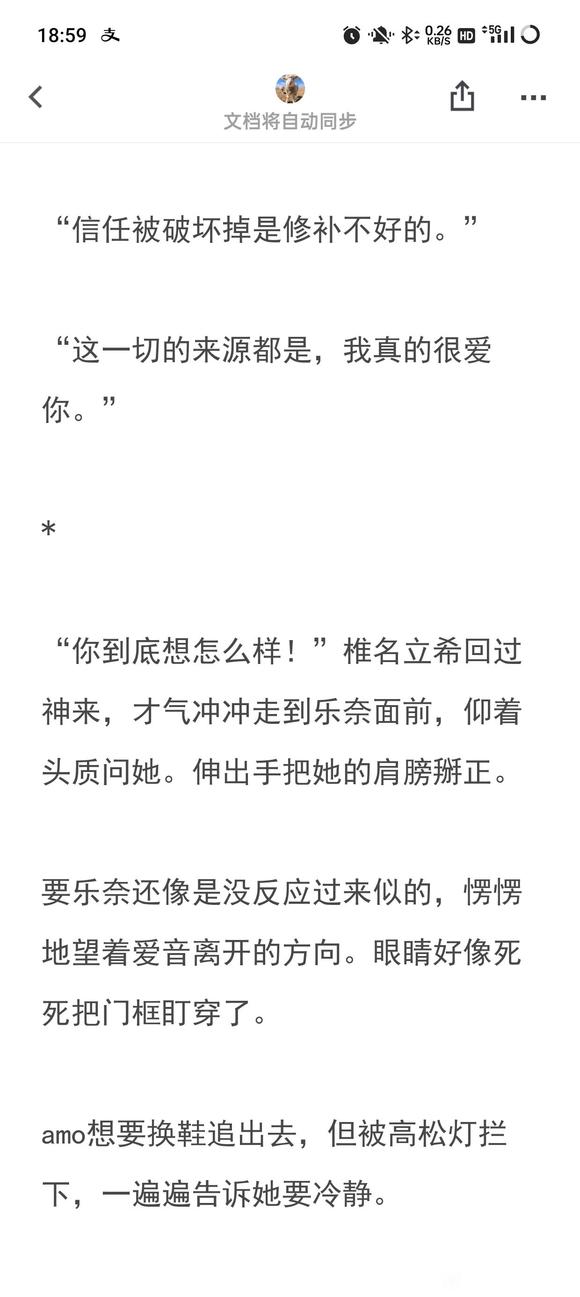 18:59 支 0.26 KB/S HD 5G
文档将自动同步
“信任被破坏掉是修补不好的。”
“这一切的来源都是，我真的很爱
你。”
*
“你到底想怎么样！”椎名立希回过
神来，才气冲冲走到乐奈面前，仰着
头质问她。伸出手把她的肩膀掰正。
要乐奈还像是没反应过来似的，愣愣
地望着爱音离开的方向。眼睛好像死
死把门框盯穿了。
amo想要换鞋追出去，但被高松灯拦
下，一遍遍告诉她要冷静。